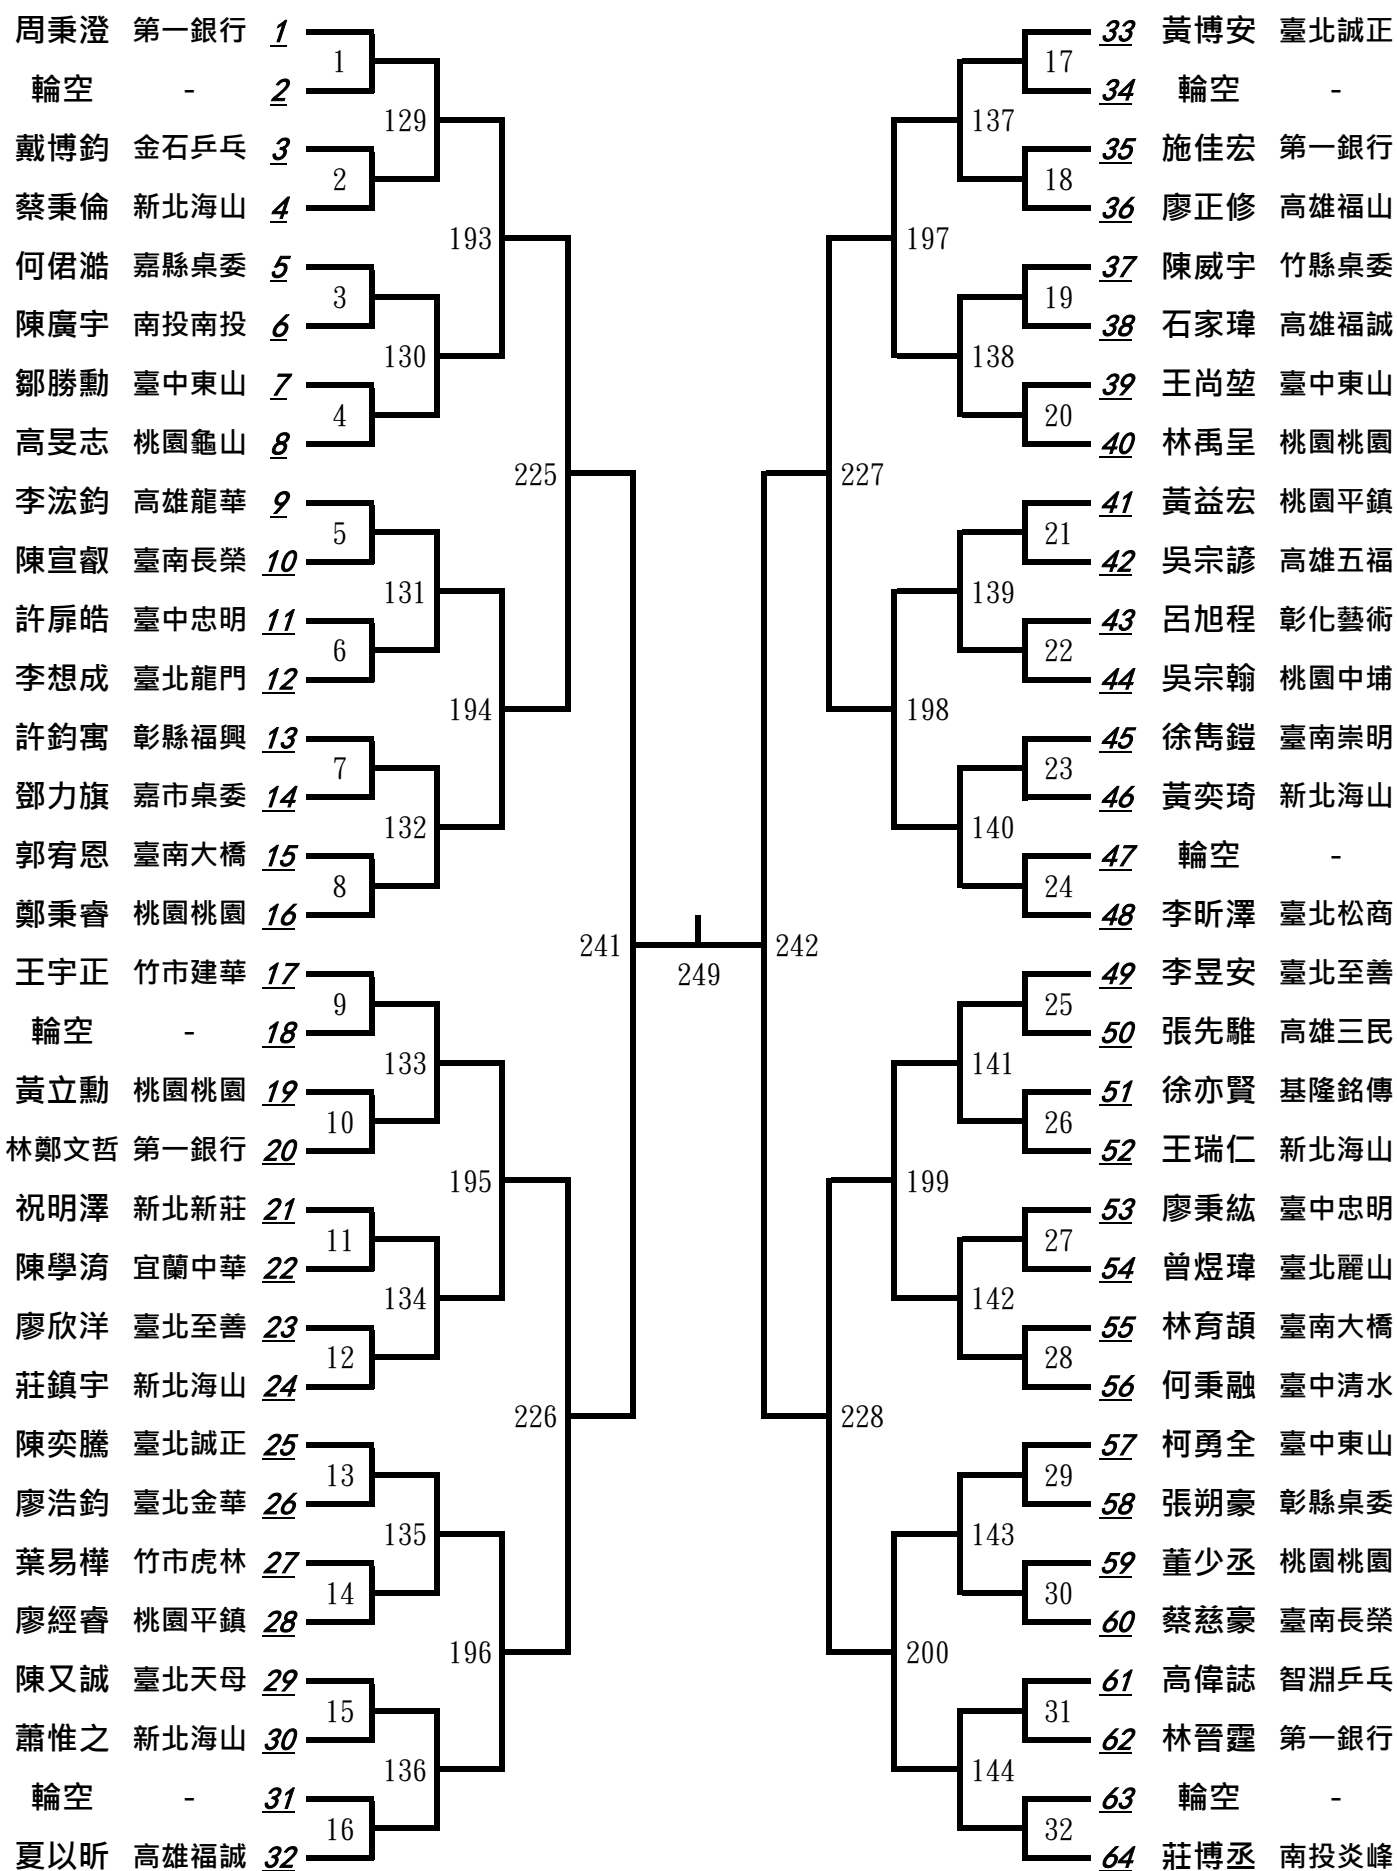 周秉澄 第一銀行 1
1
輪空 - 2
129
戴博鈞 金石乒乓 3
2
蔡秉倫 新北海山 4
193
何侰澔 嘉縣桌委 5
3
陳廣宇 南投南投 6
130
鄒勝勳 臺中東山 7
4
高旻志 桃園龜山 8
225
李浤鈞 高雄龍華 9
5
陳宣叡 臺南長榮 10
131
許雇皓 臺中忠明 11
6
李想成 臺北龍門 12
194
許鈞寓 彰縣福興 13
7
鄧力旗 嘉市桌委 14
132
郭宥恩 臺南大橋 15
8
鄭秉睿 桃園桃園 16
241
王宇正 竹市建華 17
9
輪空 - 18
133
黃立勳 桃園桃園 19
10
林鄭文哲 第一銀行 20
195
祝明澤 新北新莊 21
11
陳學淯 宜蘭中華 22
134
廖欣洋 臺北至善 23
12
莊鎮宇 新北海山 24
226
陳奕騰 臺北誠正 25
13
廖浩鈞 臺北金華 26
135
葉易樺 竹市虎林 27
14
廖經睿 桃園平鎮 28
196
陳又誠 臺北天母 29
15
蕭惟之 新北海山 30
136
輪空 - 31
16
夏以昕 高雄福誠 32
249
33 黃博安 臺北誠正
17
34 輪空 -
137
35 施佳宏 第一銀行
18
36 廖正修 高雄福山
197
37 陳威宇 竹縣桌委
19
38 石家瑋 高雄福誠
138
39 王尚堃 臺中東山
20
40 林禹呈 桃園桃園
227
41 黃益宏 桃園平鎮
21
42 吳宗諺 高雄五福
139
43 呂旭程 彰化藝術
22
44 吳宗翰 桃園中埔
198
45 徐雋鎧 臺南崇明
23
46 黃奕琦 新北海山
140
47 輪空 -
24
48 李昕澤 臺北松商
242
49 李昱安 臺北至善
25
50 張先騅 高雄三民
141
51 徐亦賢 基隆銘傳
26
52 王瑞仁 新北海山
199
53 廖秉紘 臺中忠明
27
54 曾煜瑋 臺北麗山
142
55 林育頡 臺南大橋
28
56 何秉融 臺中清水
228
57 柯勇全 臺中東山
29
58 張朔豪 彰縣桌委
143
59 董少丞 桃園桃園
30
60 蔡慈豪 臺南長榮
200
61 高偉誌 智淵乒乓
31
62 林晉霆 第一銀行
144
63 輪空 -
32
64 莊博丞 南投炎峰